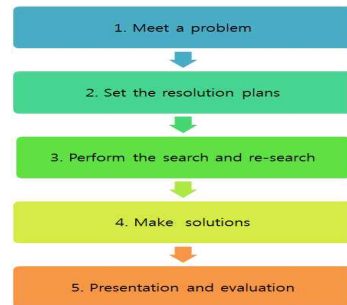 1. Meet a problem
2. Set the resolution plans
3. Perform the search and re-search
4. Make solutions
5. Presentation and evaluation